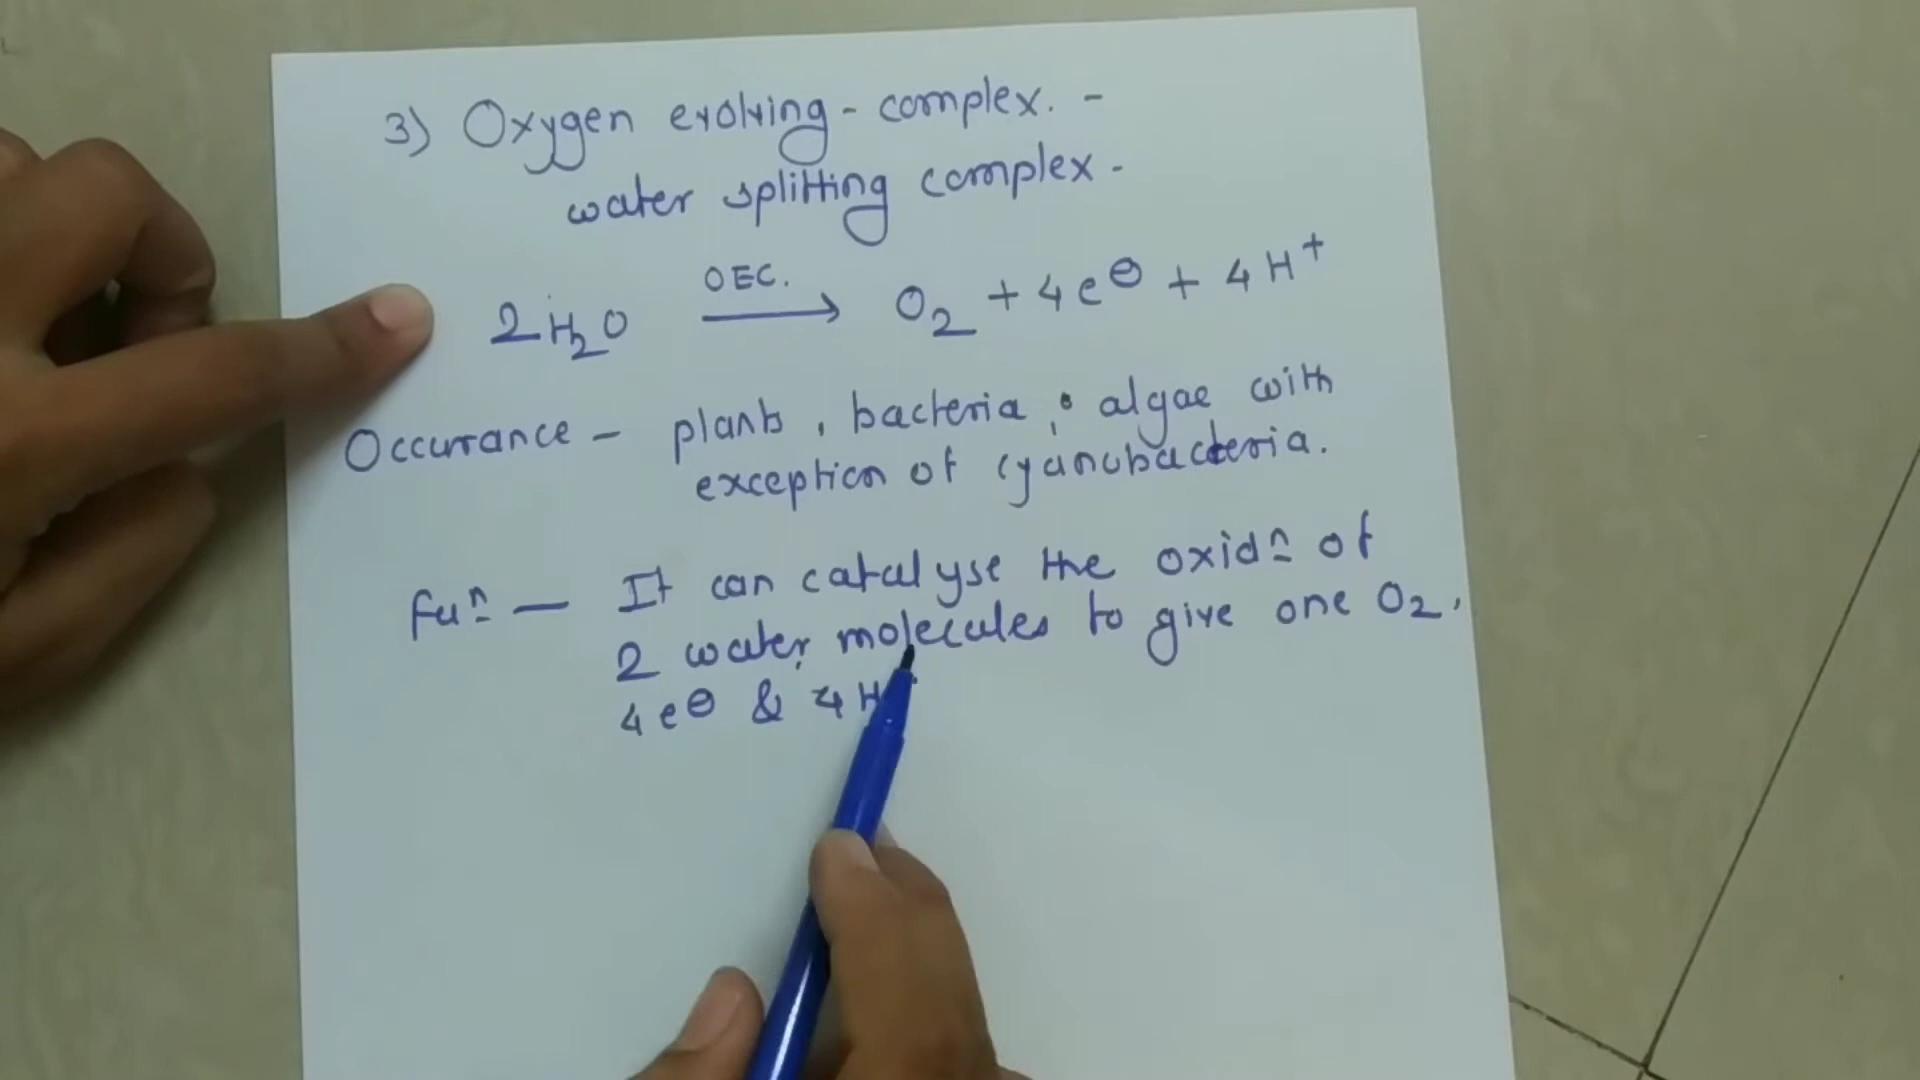 3) Oxygen evolving - complex. -
water splitting complex -
2H₂O OEC. → O₂ + 4e⊖ + 4H⁺
Occurrance - plants, bacteria, algae with
exception of cyanobacteria.
Fuⁿ — It can catalyse the oxidⁿ of
2 water molecules to give one O₂,
4e⊖ & 4H